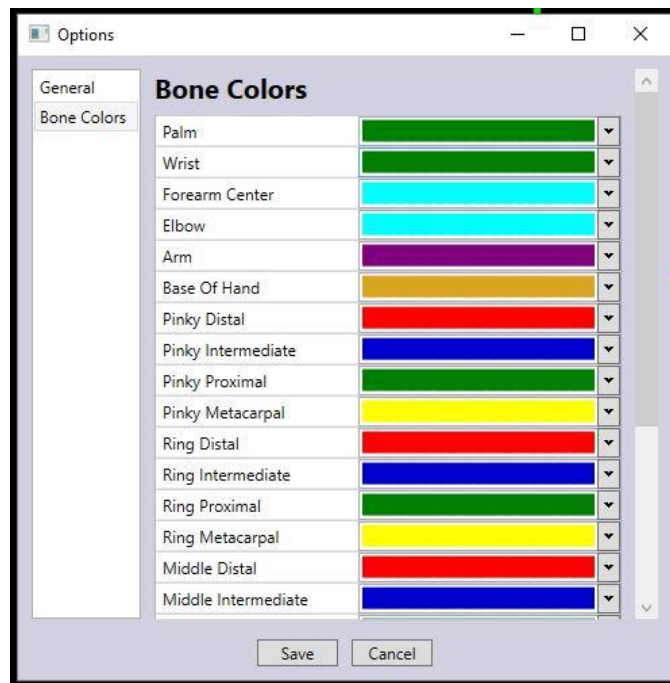 Options
General
Bone Colors
Bone Colors
Palm
Wrist
Forearm Center
Elbow
Arm
Base Of Hand
Pinky Distal
Pinky Intermediate
Pinky Proximal
Pinky Metacarpal
Ring Distal
Ring Intermediate
Ring Proximal
Ring Metacarpal
Middle Distal
Middle Intermediate
Save Cancel